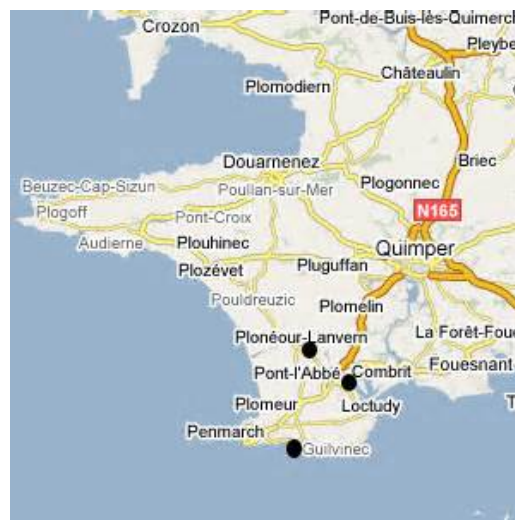 Pont-de-Buis-lès-Quimerch
Crozon
Pleybe
Châteaulin
Plomodiern
Douarnenez
Briec
Beuzec-Cap-Sizun
Poullan-sur-Mer
Plogonnec
Plogoff
Pont-Croix
N165
Audierne
Plouhinec
Quimper
Plozévet
Pluguffan
Pouldreuzic
Plomelin
Plonéour-Lanvern
La Forêt-Foue
Pont-l'Abbé
Combrit
Fouesnant
Plomeur
Loctudy
Penmarch
Guilvinec